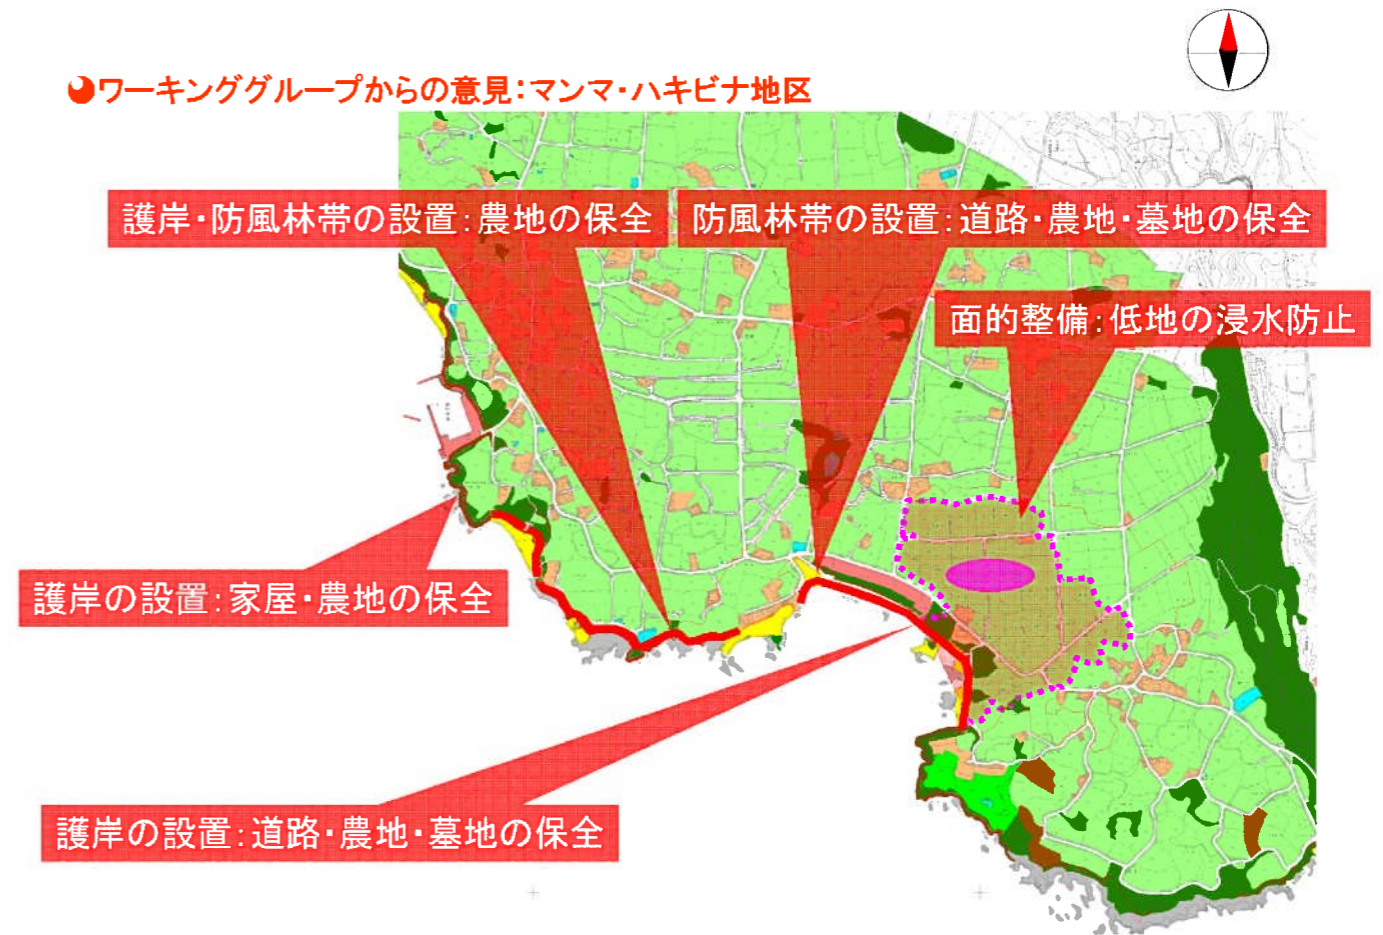 ワーキンググループからの意見：マンマ・ハキビナ地区
護岸・防風林帯の設置：農地の保全
防風林帯の設置：道路・農地・墓地の保全
面的整備：低地の浸水防止
護岸の設置：家屋・農地の保全
護岸の設置：道路・農地・墓地の保全